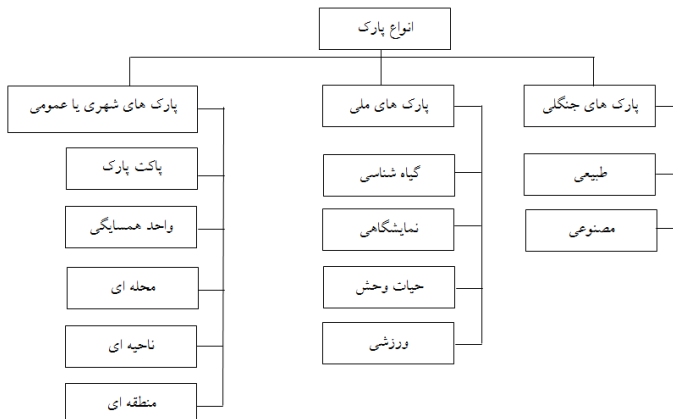 انواع پارک
پارک های جنگلی
طبیعی
مصنوعی
پارک های ملی
گیاه شناسی
نمایشگاهی
حیات وحش
ورزشی
پارک های شهری یا عمومی
پاکت پارک
واحد همسایگی
محله ای
ناحیه ای
منطقه ای